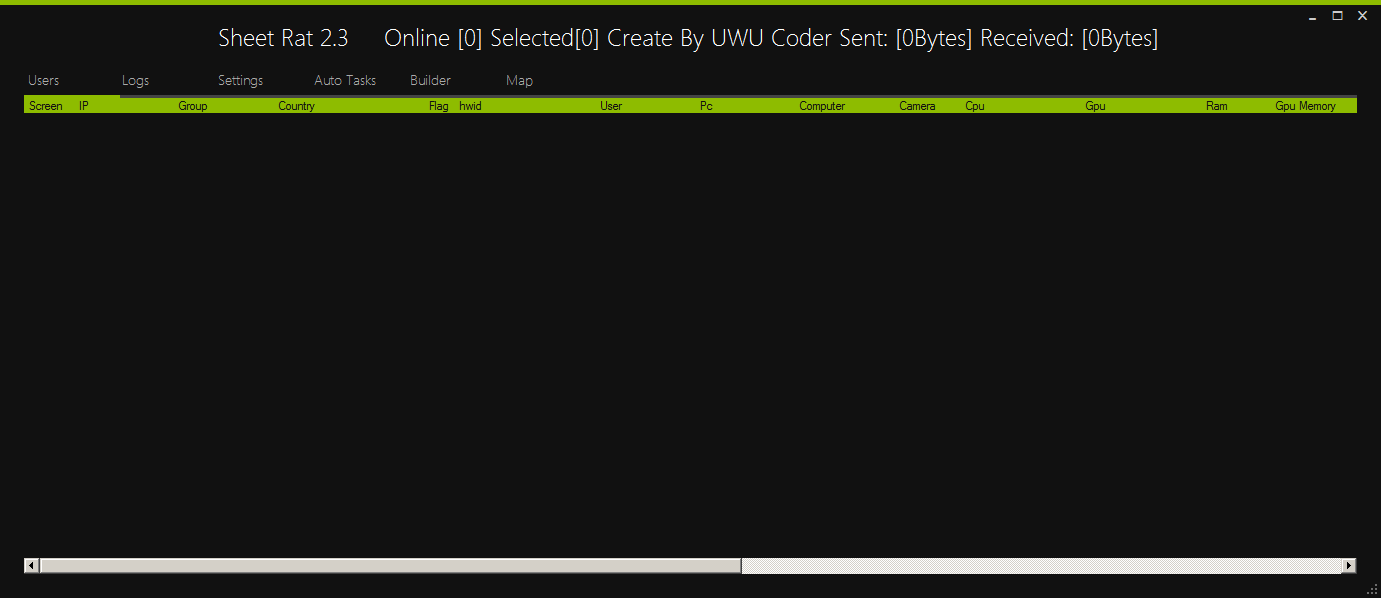 Sheet Rat 2.3 Online [0] Selected[0] Create By UWU Coder Sent: [0Bytes] Received: [0Bytes]
Users Logs Settings Auto Tasks Builder Map
Screen IP Group Country Flag hwid User Pc Computer Camera Cpu Gpu Ram Gpu Memory